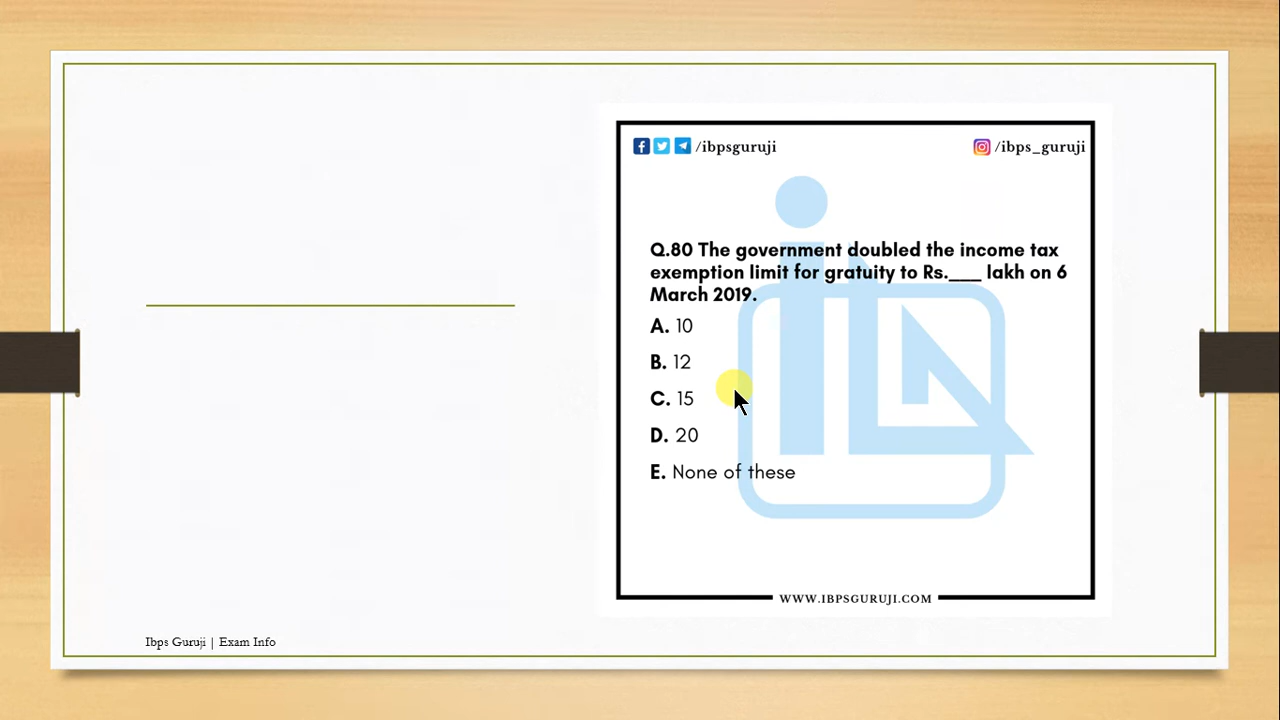 /ibpsguruji
/ibps_guruji
Q.80 The government doubled the income tax
exemption limit for gratuity to Rs.___ lakh on 6
March 2019.
A. 10
B. 12
C. 15
D. 20
E. None of these
WWW.IBPSGURUJI.COM
Ibps Guruji | Exam Info